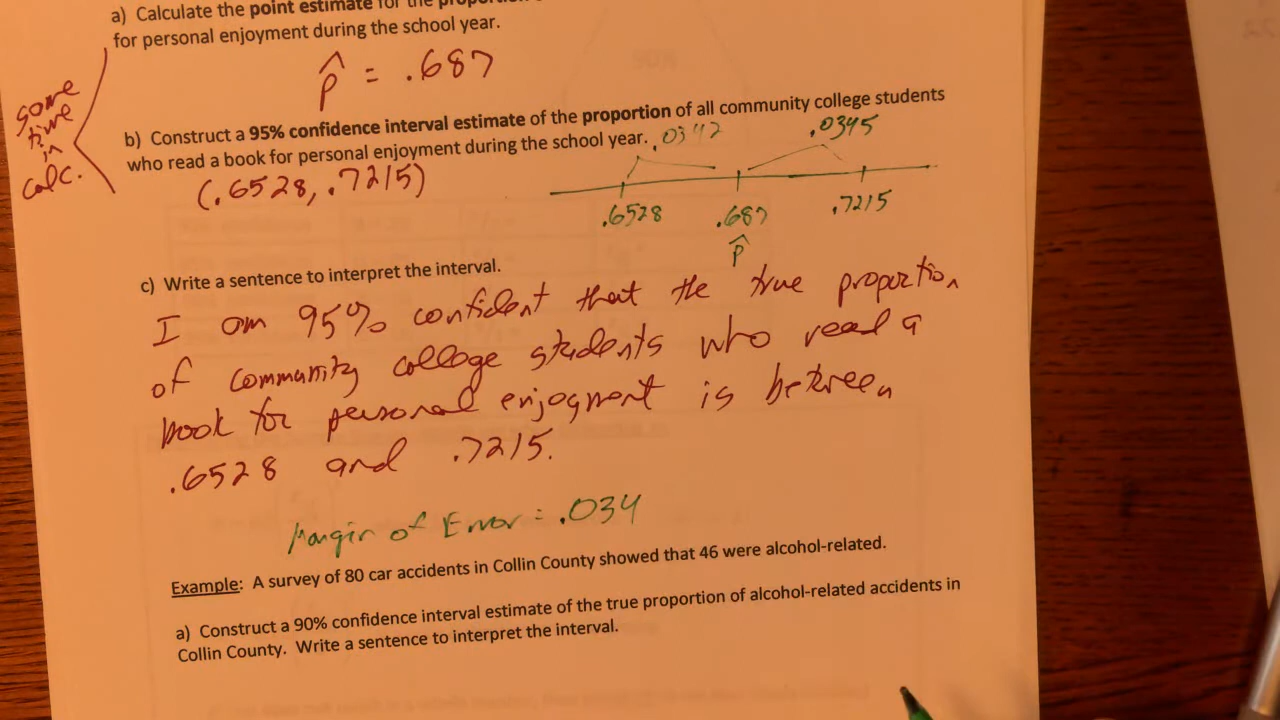 a) Calculate the point estimate for the
for personal enjoyment during the school year.
p̂ = .687
some
time
in
calc.
b) Construct a 95% confidence interval estimate of the proportion of all community college students
who read a book for personal enjoyment during the school year.
.0342
.0345
(.6528, .7215)
.6528
.687
.7215
p̂
c) Write a sentence to interpret the interval.
I am 95% confident that the true proportion
of community college students who read a
book for personal enjoyment is between
.6528 and .7215.
Margin of Error = .034
Example: A survey of 80 car accidents in Collin County showed that 46 were alcohol-related.
a) Construct a 90% confidence interval estimate of the true proportion of alcohol-related accidents in
Collin County. Write a sentence to interpret the interval.